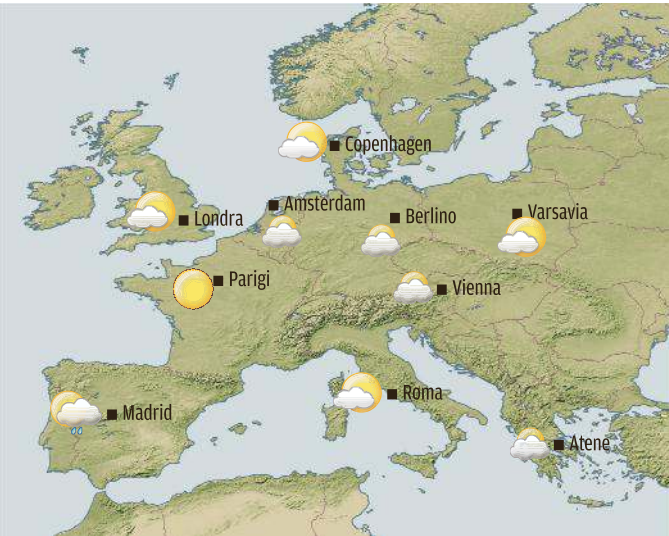 Copenhagen
Amsterdam
Londra
Berlino
Varsavia
Parigi
Vienna
Madrid
Roma
Atene